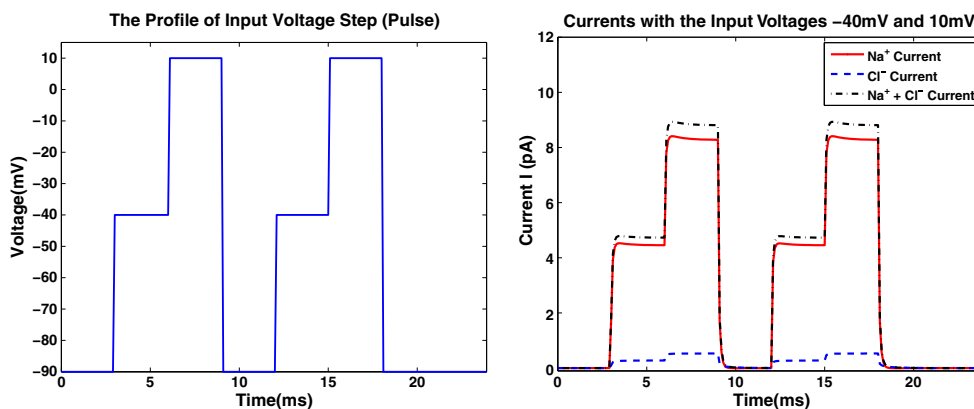 The Profile of Input Voltage Step (Pulse)
10
0
−10
−20
−30
−40
−50
−60
−70
−80
−90
Voltage(mV)
0 5 10 15 20
Time(ms)
Currents with the Input Voltages −40mV and 10mV
12
10
8
6
4
2
0
Current I (pA)
Na⁺ Current
Cl⁻ Current
Na⁺ + Cl⁻ Current
0 5 10 15 20
Time(ms)